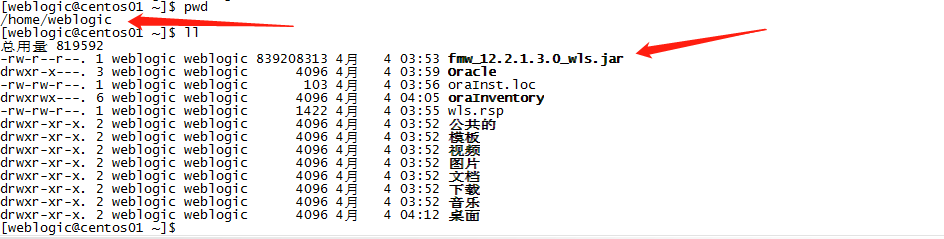 [weblogic@centos01 ~]$ pwd
/home/weblogic
[weblogic@centos01 ~]$ ll
总用量 819592
-rw-r--r--. 1 weblogic weblogic 839208313 4月   4 03:53 fmw_12.2.1.3.0_wls.jar
drwxr-x---. 3 weblogic weblogic      4096 4月   4 03:59 Oracle
-rw-rw-r--. 1 weblogic weblogic       103 4月   4 03:56 oraInst.loc
drwxrwx---. 6 weblogic weblogic      4096 4月   4 04:05 oraInventory
-rw-rw-r--. 1 weblogic weblogic      1422 4月   4 03:55 wls.rsp
drwxr-xr-x. 2 weblogic weblogic      4096 4月   4 03:52 公共的
drwxr-xr-x. 2 weblogic weblogic      4096 4月   4 03:52 模板
drwxr-xr-x. 2 weblogic weblogic      4096 4月   4 03:52 视频
drwxr-xr-x. 2 weblogic weblogic      4096 4月   4 03:52 图片
drwxr-xr-x. 2 weblogic weblogic      4096 4月   4 03:52 文档
drwxr-xr-x. 2 weblogic weblogic      4096 4月   4 03:52 下载
drwxr-xr-x. 2 weblogic weblogic      4096 4月   4 03:52 音乐
drwxr-xr-x. 2 weblogic weblogic      4096 4月   4 04:12 桌面
[weblogic@centos01 ~]$